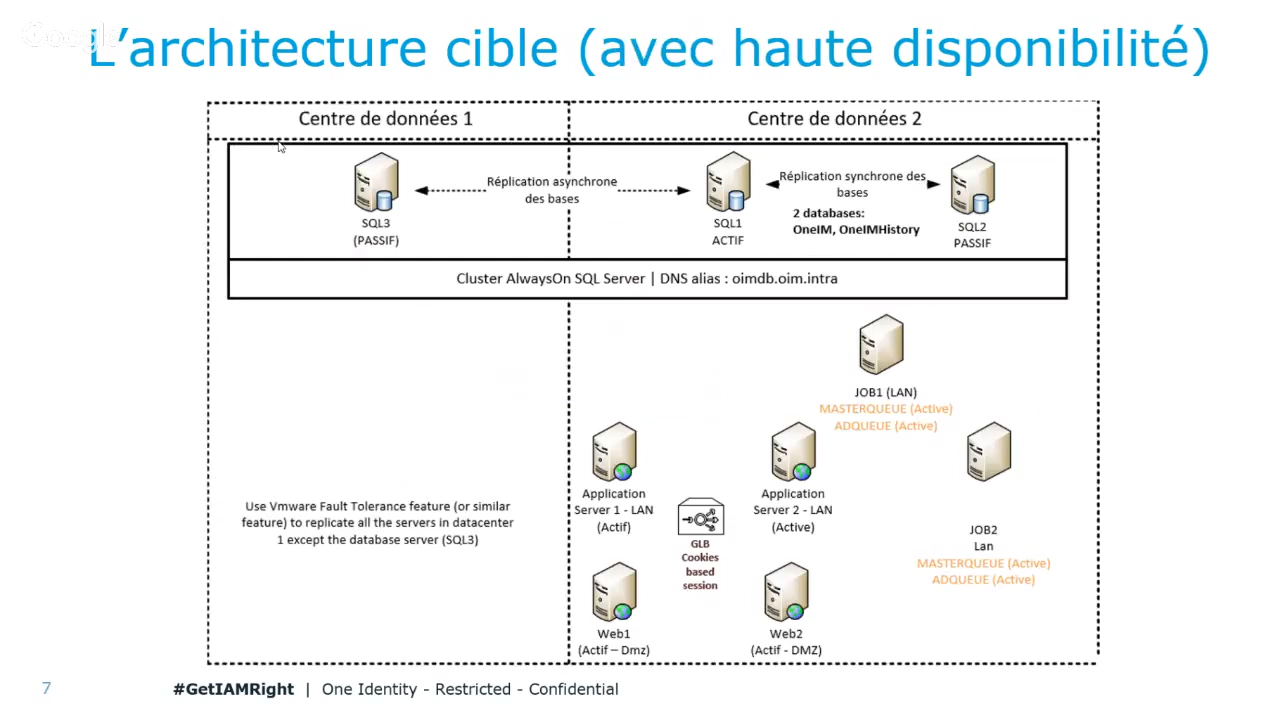 Google
L'architecture cible (avec haute disponibilité)
Centre de données 1
Centre de données 2
SQL3
(PASSIF)
Réplication asynchrone
des bases
SQL1
ACTIF
Réplication synchrone des
bases
2 databases:
OneIM, OneIMHistory
SQL2
PASSIF
Cluster AlwaysOn SQL Server | DNS alias : oimdb.oim.intra
JOB1 (LAN)
MASTERQUEUE (Active)
ADQUEUE (Active)
Application
Server 1 - LAN
(Actif)
Application
Server 2 - LAN
(Active)
GLB
Cookies
based
session
JOB2
Lan
MASTERQUEUE (Active)
ADQUEUE (Active)
Use Vmware Fault Tolerance feature (or similar
feature) to replicate all the servers in datacenter
1 except the database server (SQL3)
Web1
(Actif – Dmz)
Web2
(Actif - DMZ)
7
#GetIAMRight | One Identity - Restricted - Confidential